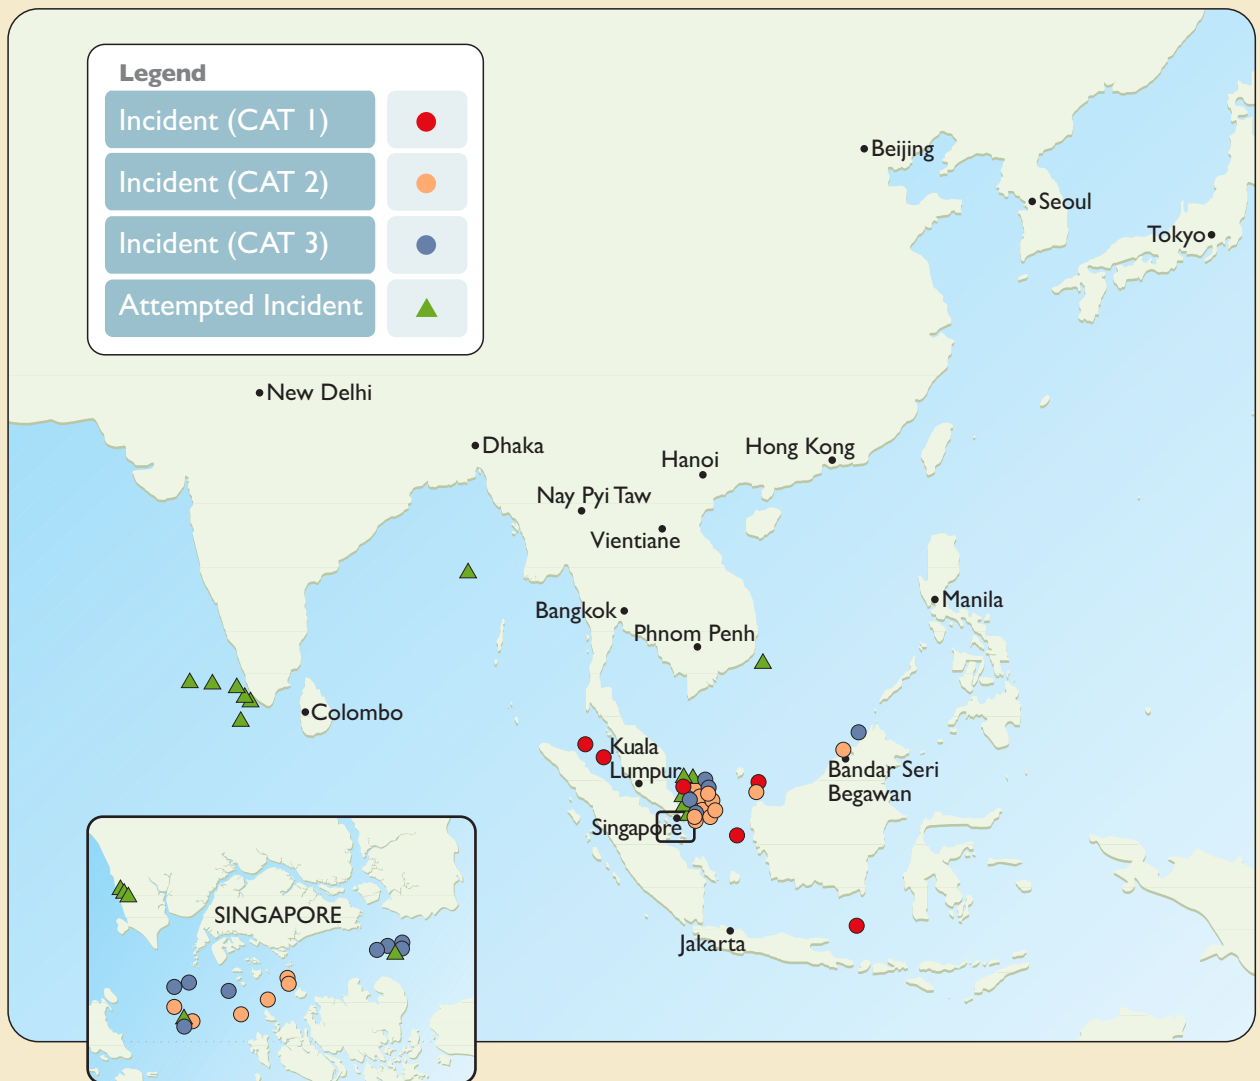 Legend
Incident (CAT 1)
Incident (CAT 2)
Incident (CAT 3)
Attempted Incident
Beijing
Seoul
Tokyo
New Delhi
Dhaka
Hanoi
Hong Kong
Nay Pyi Taw
Vientiane
Bangkok
Manila
Phnom Penh
Colombo
Kuala
Lumpur
Bandar Seri
Begawan
Singapore
SINGAPORE
Jakarta